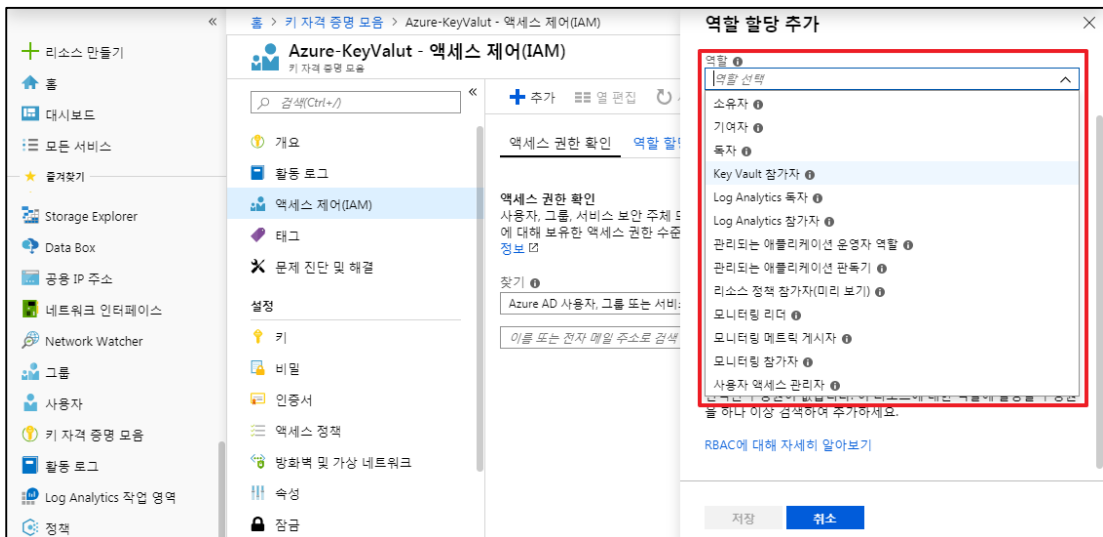 리소스 만들기
홈
대시보드
모든 서비스
즐겨찾기
Storage Explorer
Data Box
공용 IP 주소
네트워크 인터페이스
Network Watcher
그룹
사용자
키 자격 증명 모음
활동 로그
Log Analytics 작업 영역
정책
홈 > 키 자격 증명 모음 > Azure-KeyValut - 액세스 제어(IAM)
Azure-KeyValut - 액세스 제어(IAM)
키 자격 증명 모음
검색(Ctrl+/)
개요
활동 로그
액세스 제어(IAM)
태그
문제 진단 및 해결
설정
키
비밀
인증서
액세스 정책
방화벽 및 가상 네트워크
속성
잠금
추가 열 편집
액세스 권한 확인 역할
액세스 권한 확인
사용자, 그룹, 서비스 보안 주체
에 대해 보유한 액세스 권한 수준
정보
찾기
Azure AD 사용자, 그룹 또는
이름 또는 전자 메일 주소로 검색
역할 할당 추가
역할
역할 선택
소유자
기여자
독자
Key Vault 참가자
Log Analytics 독자
Log Analytics 참가자
관리되는 애플리케이션 운영자 역할
관리되는 애플리케이션 판독기
리소스 정책 참가자(미리 보기)
모니터링 리더
모니터링 메트릭 게시자
모니터링 참가자
사용자 액세스 관리자
을 하나 이상 검색하여 추가하세요.
RBAC에 대해 자세히 알아보기
저장 취소